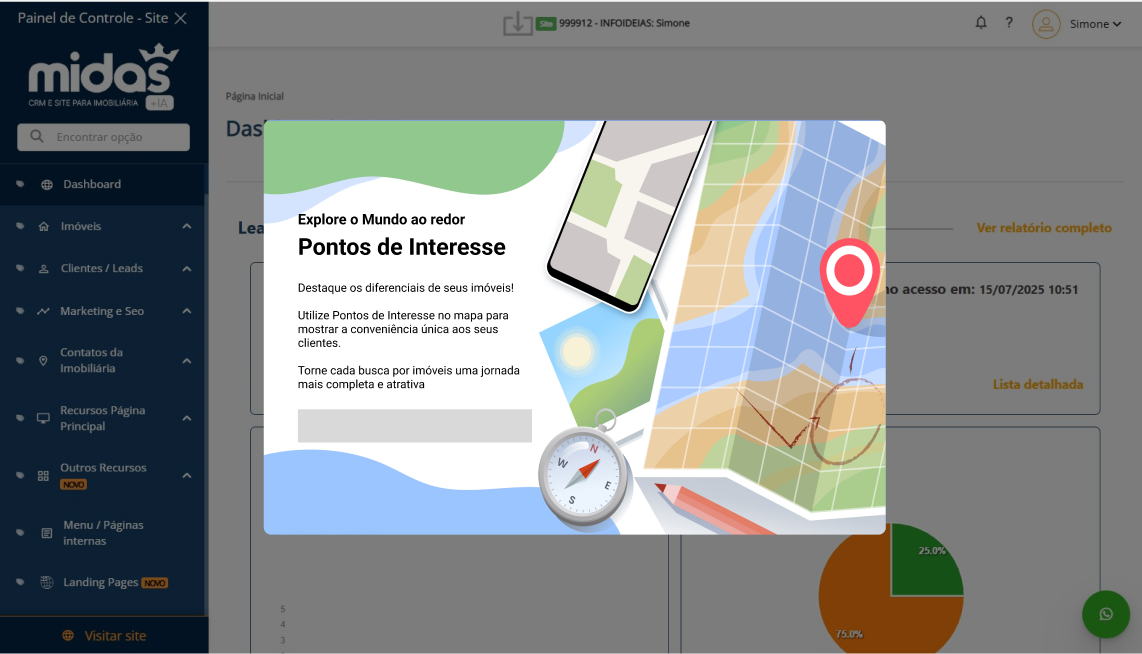 Painel de Controle - Site
Site 999912 - INFOIDEIAS: Simone
?
Simone
midas
CRM E SITE PARA IMOBILIÁRIA +IA
Encontrar opção
Página Inicial
Das
Dashboard
Imóveis
Clientes / Leads
Marketing e Seo
Contatos da
Imobiliária
Recursos Página
Principal
Outros Recursos
NOVO
Menu / Páginas
internas
Landing Pages NOVO
Visitar site
Lea
Ver relatório completo
no acesso em: 15/07/2025 10:51
Lista detalhada
Explore o Mundo ao redor
Pontos de Interesse
Destaque os diferenciais de seus imóveis!
Utilize Pontos de Interesse no mapa para
mostrar a conveniência única aos seus
clientes.
Torne cada busca por imóveis uma jornada
mais completa e atrativa
N
W
E
S
5
4
3
25.0%
75.0%